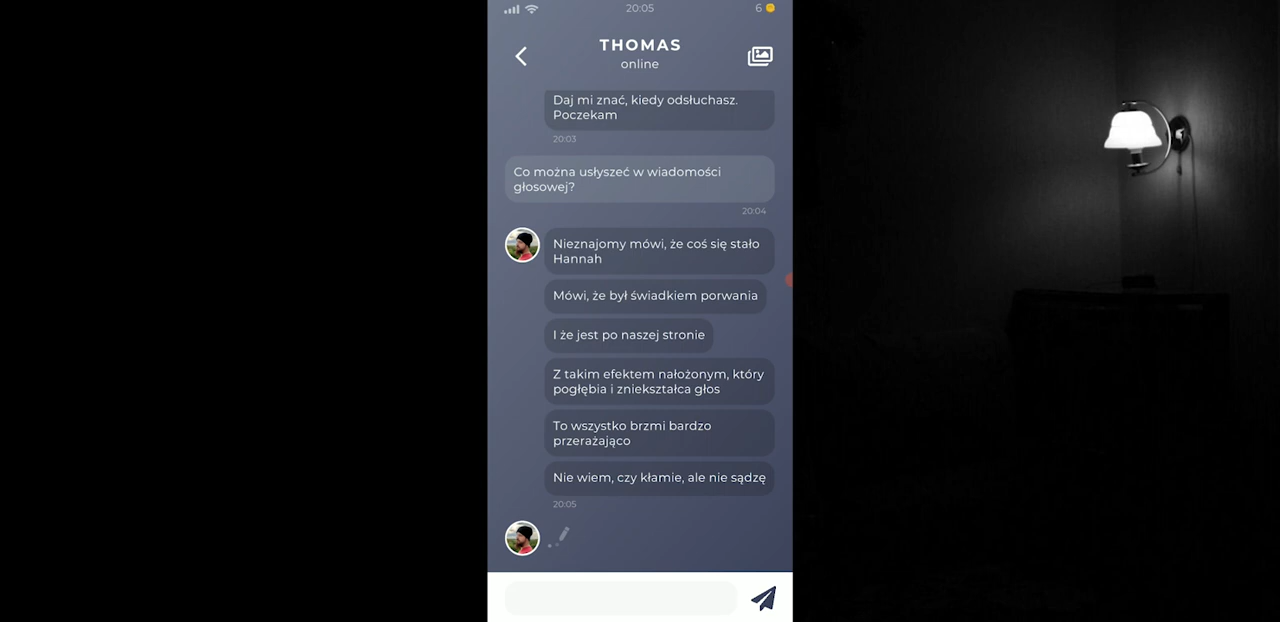 20:05
6
THOMAS
online
Daj mi znać, kiedy odsłuchasz.
Poczekam
20:03
Co można usłyszeć w wiadomości
głosowej?
20:04
Nieznajomy mówi, że coś się stało
Hannah
Mówi, że był świadkiem porwania
I że jest po naszej stronie
Z takim efektem nałożonym, który
pogłębia i zniekształca głos
To wszystko brzmi bardzo
przerażająco
Nie wiem, czy kłamie, ale nie sądzę
20:05